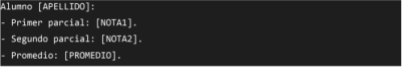 Alumno [APELLIDO]:
- Primer parcial: [NOTA1].
- Segundo parcial: [NOTA2].
- Promedio: [PROMEDIO].